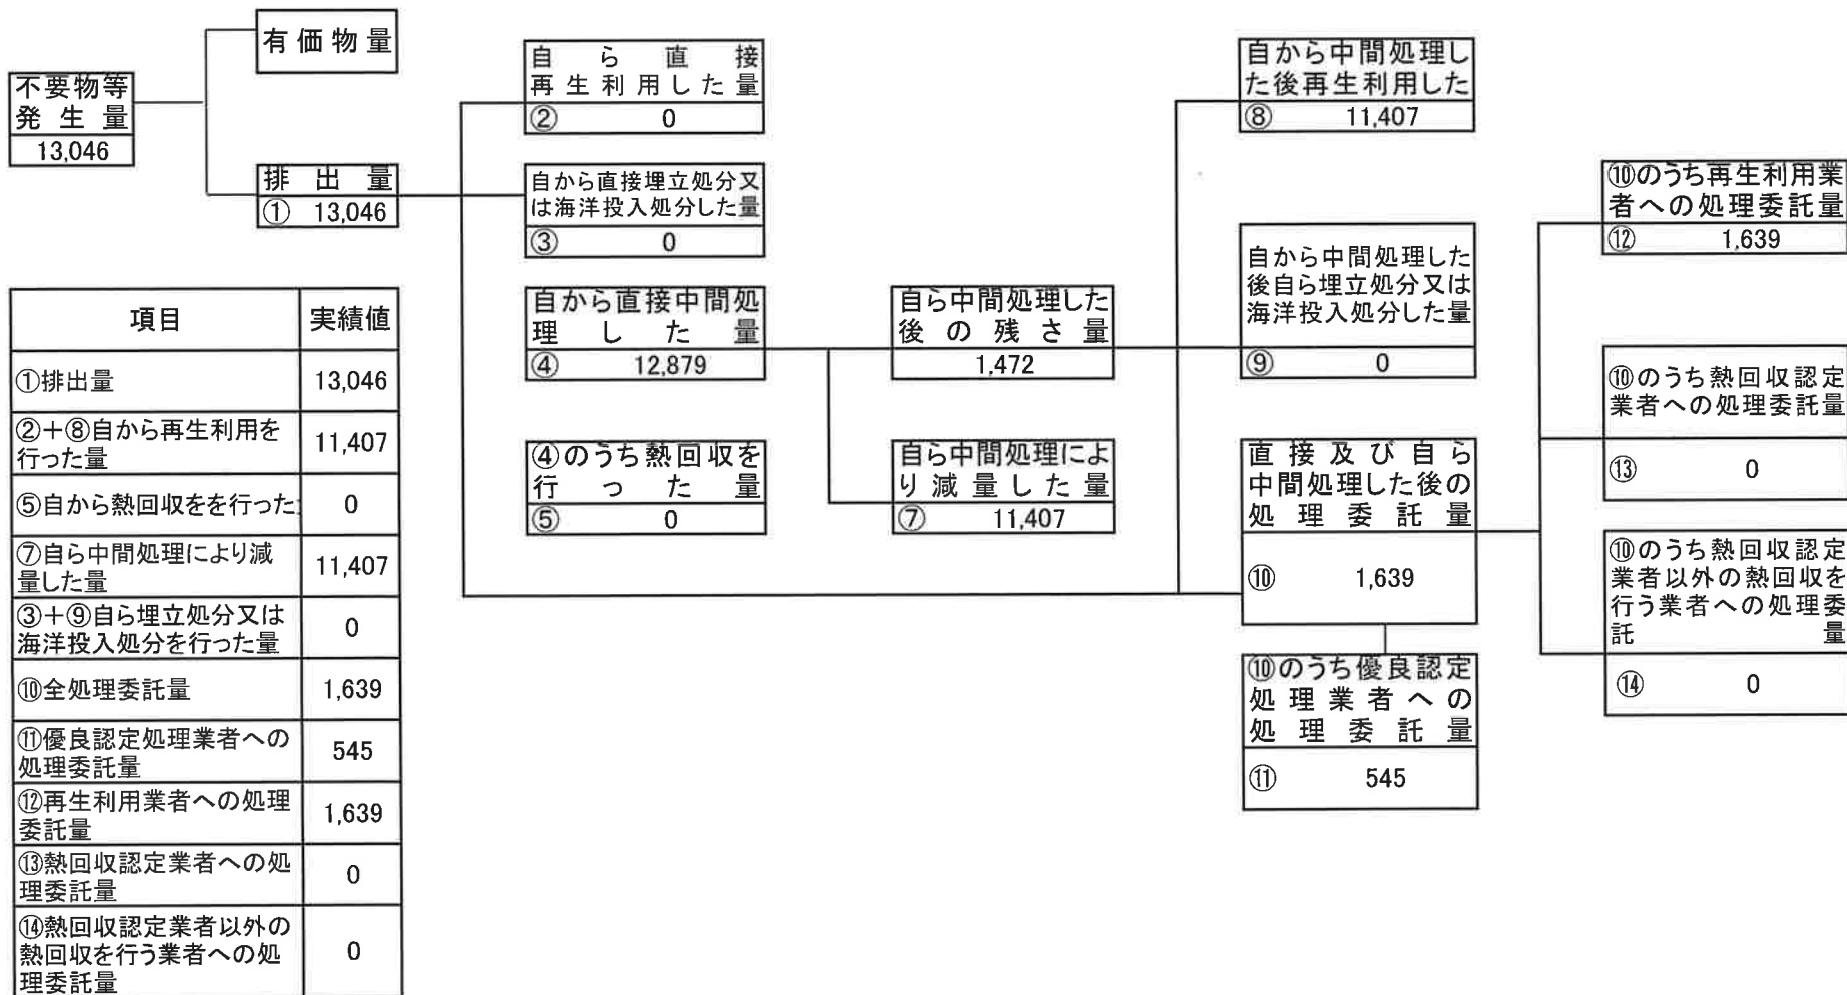 有価物量
不要物等
発生量
13,046
排出量
① 13,046
自ら直接
再生利用した量
② 0
自から直接埋立処分又
は海洋投入処分した量
③ 0
自から直接中間処
理した量
④ 12,879
④のうち熱回収を
行った量
⑤ 0
自ら中間処理した
後の残さ量
1,472
自ら中間処理によ
り減量した量
⑦ 11,407
自から中間処理し
た後再生利用した
⑧ 11,407
自から中間処理した
後自ら埋立処分又は
海洋投入処分した量
⑨ 0
直接及び自ら
中間処理した後の
処理委託量
⑩ 1,639
⑩のうち優良認定
処理業者への
処理委託量
⑪ 545
⑩のうち再生利用業
者への処理委託量
⑫ 1,639
⑩のうち熱回収認定
業者への処理委託量
⑬ 0
⑩のうち熱回収認定
業者以外の熱回収を
行う業者への処理委
託量
⑭ 0
項目 実績値
①排出量 13,046
②+⑧自から再生利用を
行った量 11,407
⑤自から熱回収をを行った 0
⑦自ら中間処理により減
量した量 11,407
③+⑨自ら埋立処分又は
海洋投入処分を行った量 0
⑩全処理委託量 1,639
⑪優良認定処理業者への
処理委託量 545
⑫再生利用業者への処理
委託量 1,639
⑬熱回収認定業者への処
理委託量 0
⑭熱回収認定業者以外の
熱回収を行う業者への処
理委託量 0